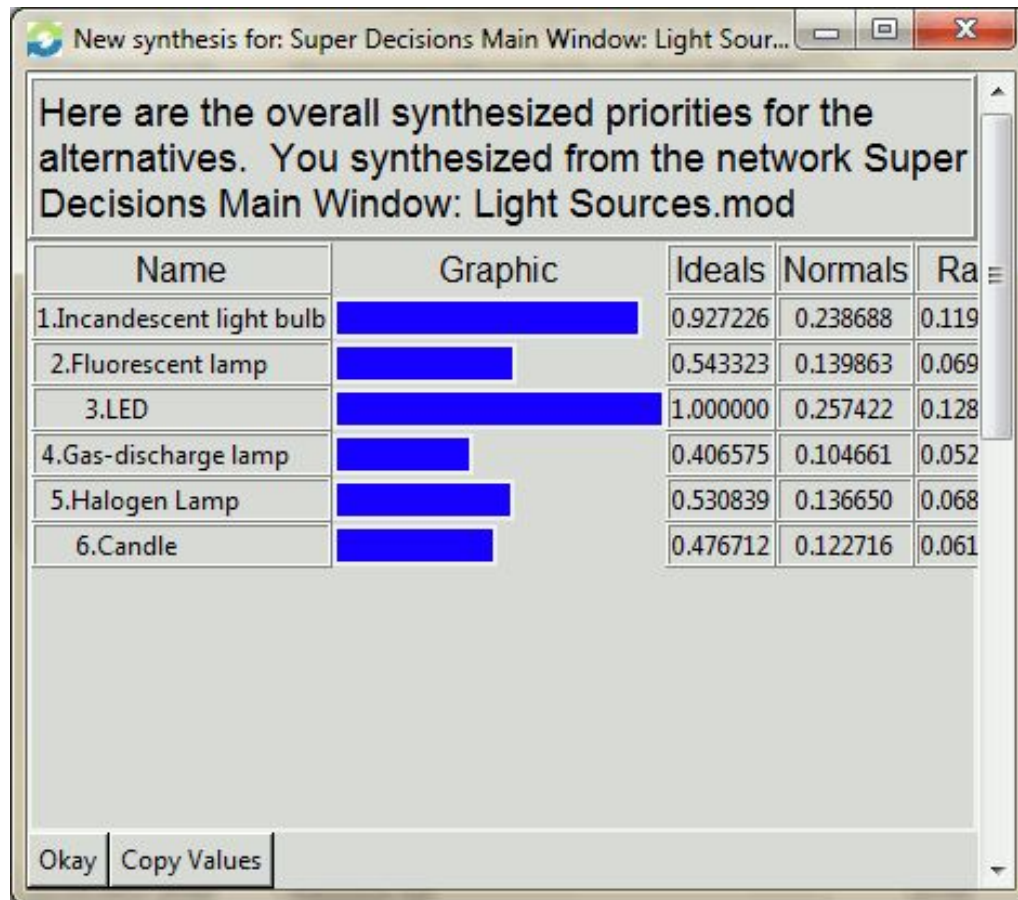 New synthesis for: Super Decisions Main Window: Light Sour...
Here are the overall synthesized priorities for the
alternatives. You synthesized from the network Super
Decisions Main Window: Light Sources.mod
Name Graphic Ideals Normals Ra
1.Incandescent light bulb 0.927226 0.238688 0.119
2.Fluorescent lamp 0.543323 0.139863 0.069
3.LED 1.000000 0.257422 0.128
4.Gas-discharge lamp 0.406575 0.104661 0.052
5.Halogen Lamp 0.530839 0.136650 0.068
6.Candle 0.476712 0.122716 0.061
Okay Copy Values